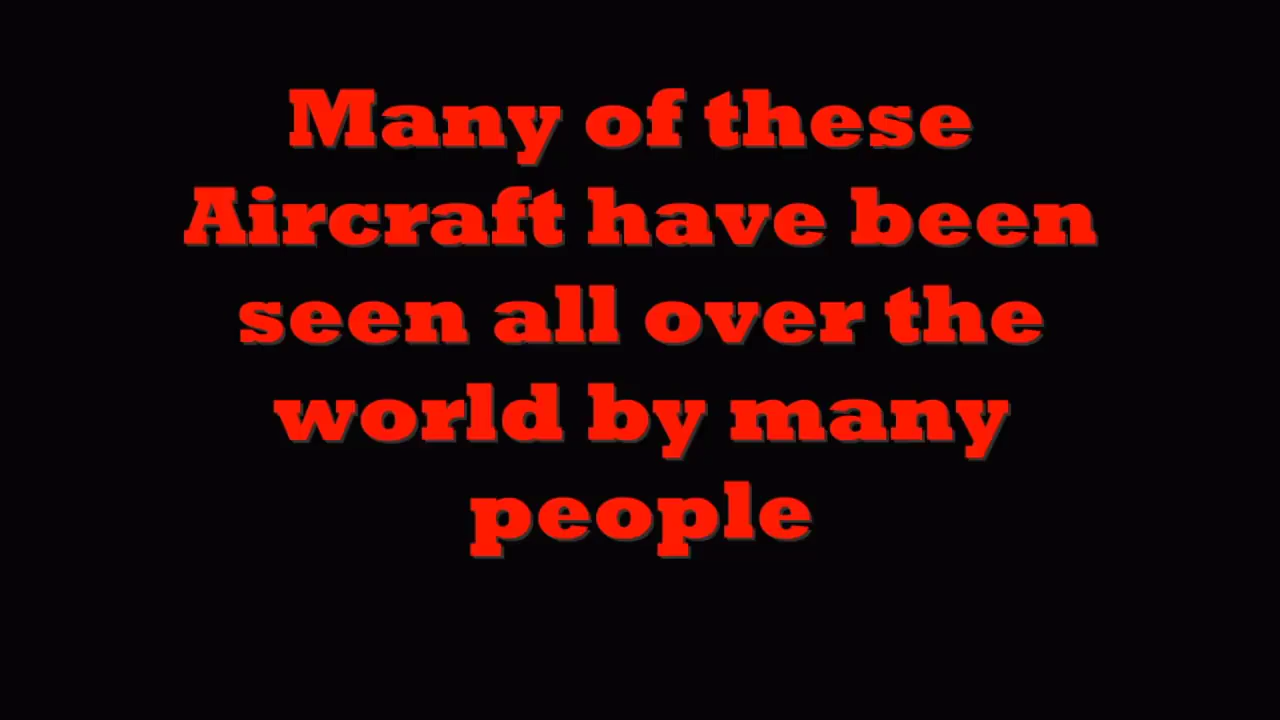 Many of these
Aircraft have been
seen all over the
world by many
people